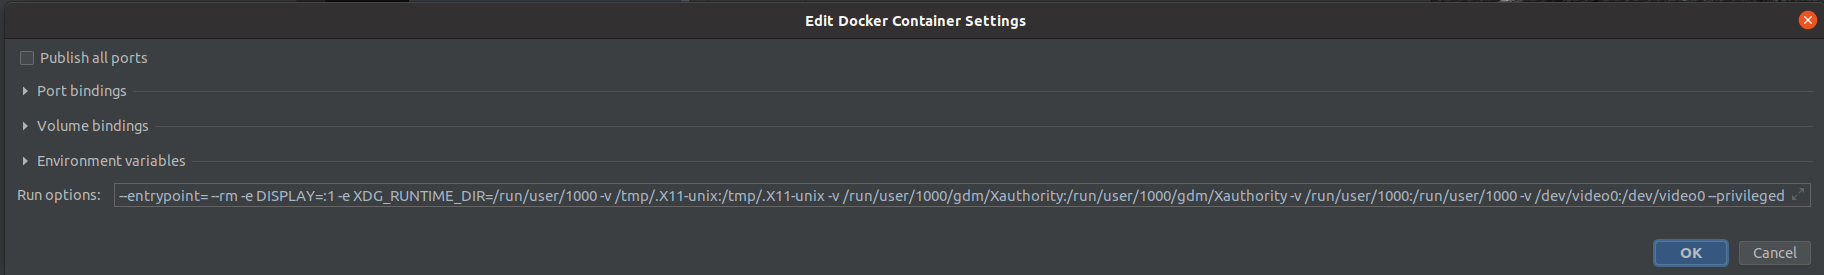 Edit Docker Container Settings
Publish all ports
Port bindings
Volume bindings
Environment variables
Run options: --entrypoint= --rm -e DISPLAY=:1 -e XDG_RUNTIME_DIR=/run/user/1000 -v /tmp/.X11-unix:/tmp/.X11-unix -v /run/user/1000/gdm/Xauthority:/run/user/1000/gdm/Xauthority -v /run/user/1000:/run/user/1000 -v /dev/video0:/dev/video0 --privileged
OK Cancel